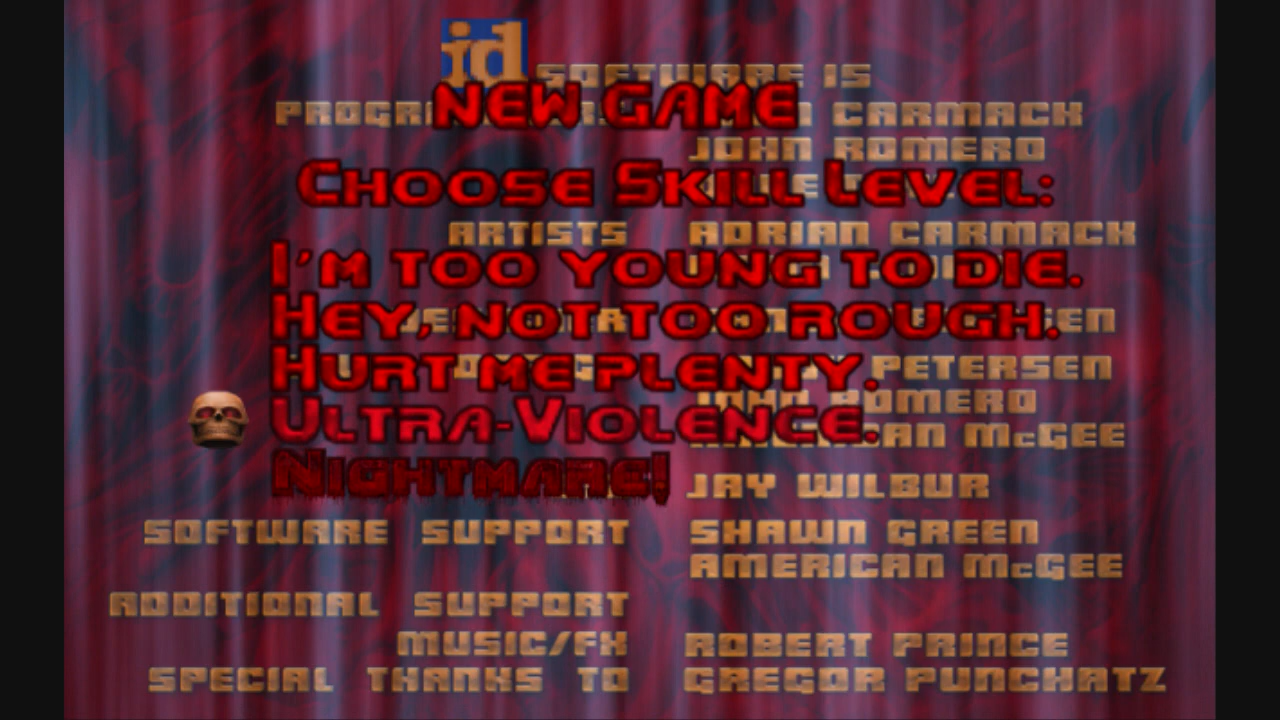 id SOFTWARE IS
NEW GAME
CARMACK
JOHN ROMERO
CHOOSE SKILL LEVEL:
ARTISTS ADRIAN CARMACK
I'M TOO YOUNG TO DIE.
HEY, NOT TOO ROUGH.
HURT ME PLENTY.
PETERSEN
JOHN ROMERO
ULTRA-VIOLENCE.
McGEE
NIGHTMARE!
JAY WILBUR
SOFTWARE SUPPORT SHAWN GREEN
AMERICAN McGEE
ADDITIONAL SUPPORT
MUSIC/FX ROBERT PRINCE
SPECIAL THANKS TO GREGOR PUNCHATZ